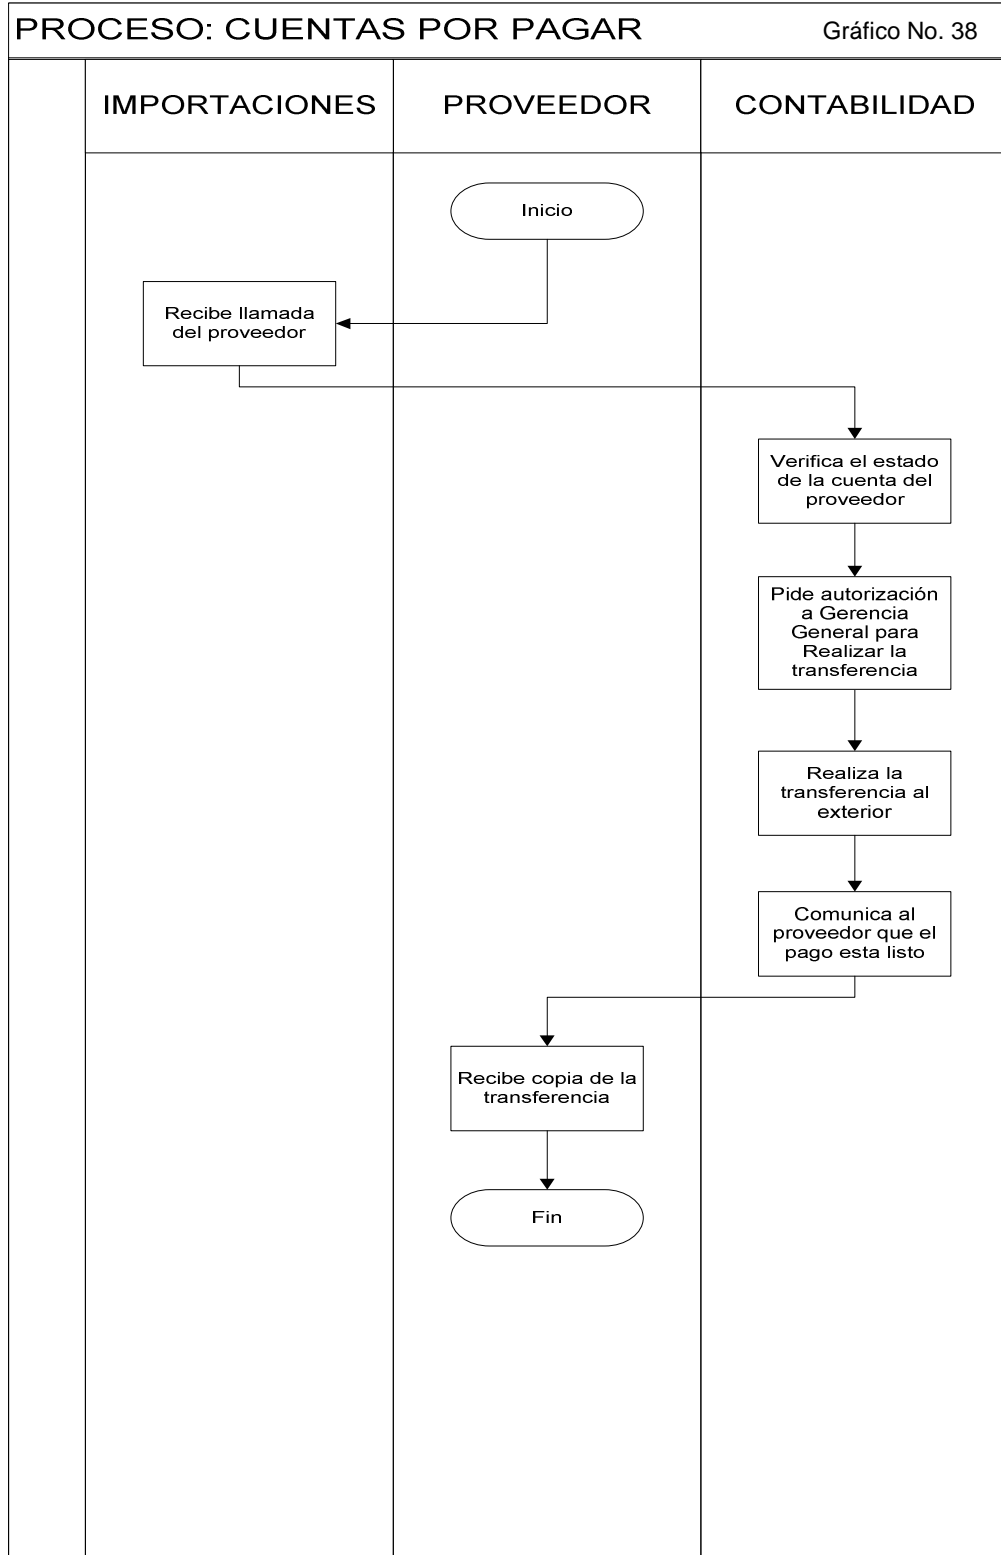 PROCESO: CUENTAS POR PAGAR
Gráfico No. 38
IMPORTACIONES
PROVEEDOR
CONTABILIDAD
Inicio
Recibe llamada
del proveedor
Verifica el estado
de la cuenta del
proveedor
Pide autorización
a Gerencia
General para
Realizar la
transferencia
Realiza la
transferencia al
exterior
Comunica al
proveedor que el
pago esta listo
Recibe copia de la
transferencia
Fin